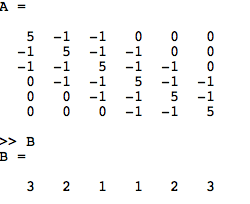 A =
5 -1 -1 0 0 0
-1 5 -1 -1 0 0
-1 -1 5 -1 -1 0
0 -1 -1 5 -1 -1
0 0 -1 -1 5 -1
0 0 0 -1 -1 5
>> B
B =
3 2 1 1 2 3